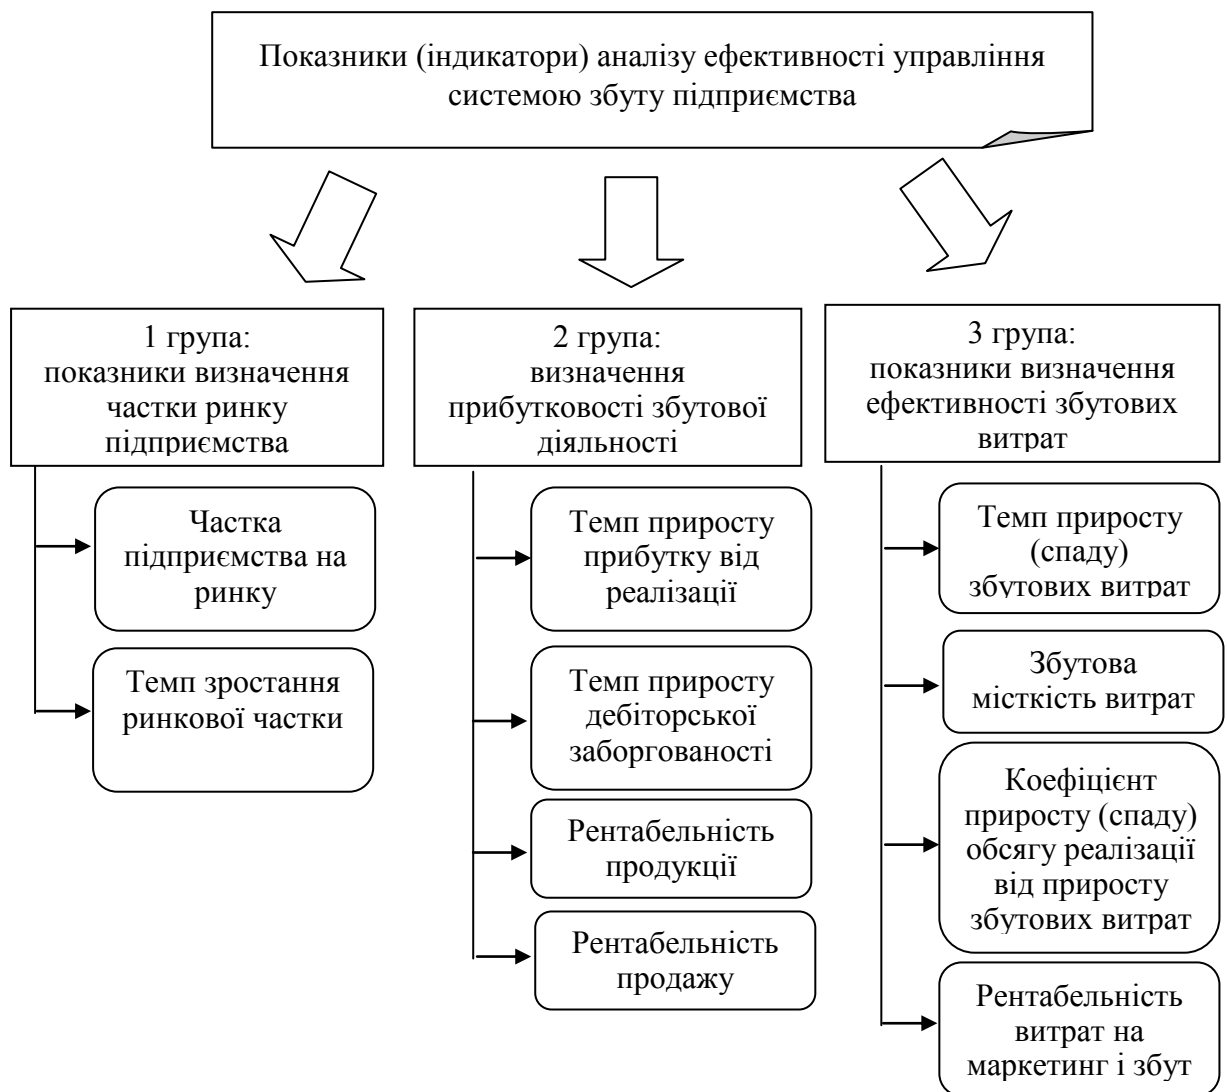 Показники (індикатори) аналізу ефективності управління
системою збуту підприємства
1 група:
показники визначення
частки ринку
підприємства
Частка
підприємства на
ринку
Темп зростання
ринкової частки
2 група:
визначення
прибутковості збутової
діяльності
Темп приросту
прибутку від
реалізації
Темп приросту
дебіторської
заборгованості
Рентабельність
продукції
Рентабельність
продажу
3 група:
показники визначення
ефективності збутових
витрат
Темп приросту
(спаду)
збутових витрат
Збутова
місткість витрат
Коефіцієнт
приросту (спаду)
обсягу реалізації
від приросту
збутових витрат
Рентабельність
витрат на
маркетинг і збут